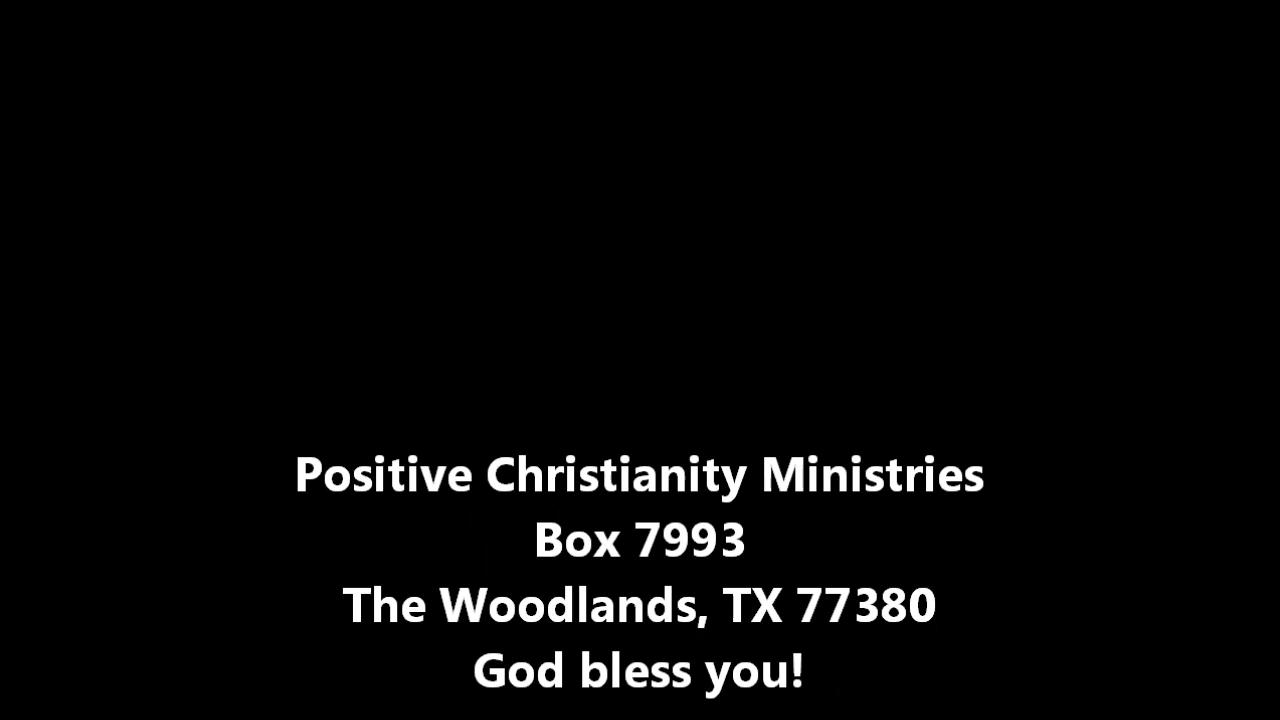 Positive Christianity Ministries
Box 7993
The Woodlands, TX 77380
God bless you!